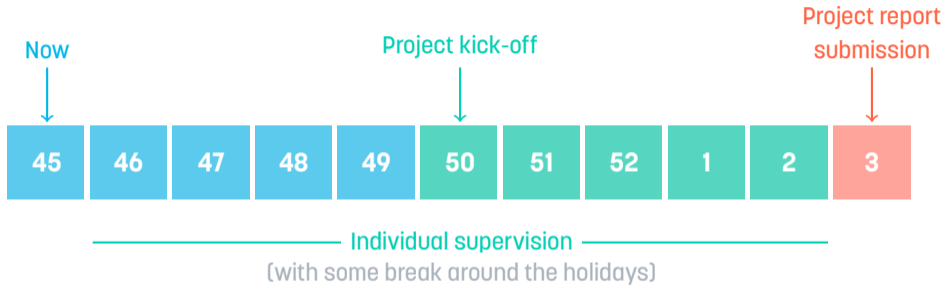 Now
Project kick-off
Project report
submission
45 46 47 48 49 50 51 52 1 2 3
Individual supervision
(with some break around the holidays)